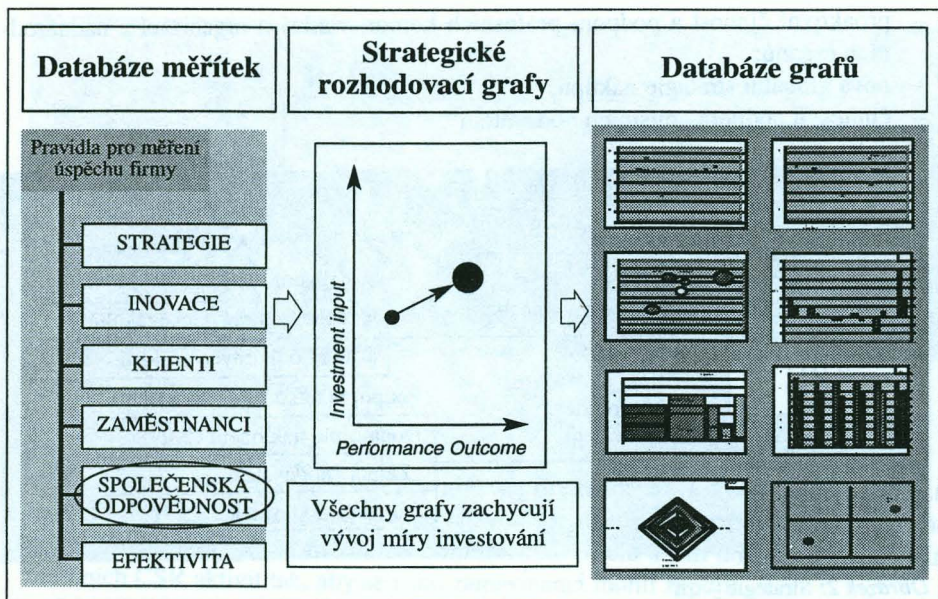 Databáze měřítek
Strategické
rozhodovací grafy
Databáze grafů
Pravidla pro měření
úspěchu firmy
STRATEGIE
INOVACE
KLIENTI
ZAMĚSTNANCI
SPOLEČENSKÁ
ODPOVĚDNOST
EFEKTIVITA
Investment Input
Performance Outcome
Všechny grafy zachycují
vývoj míry investování